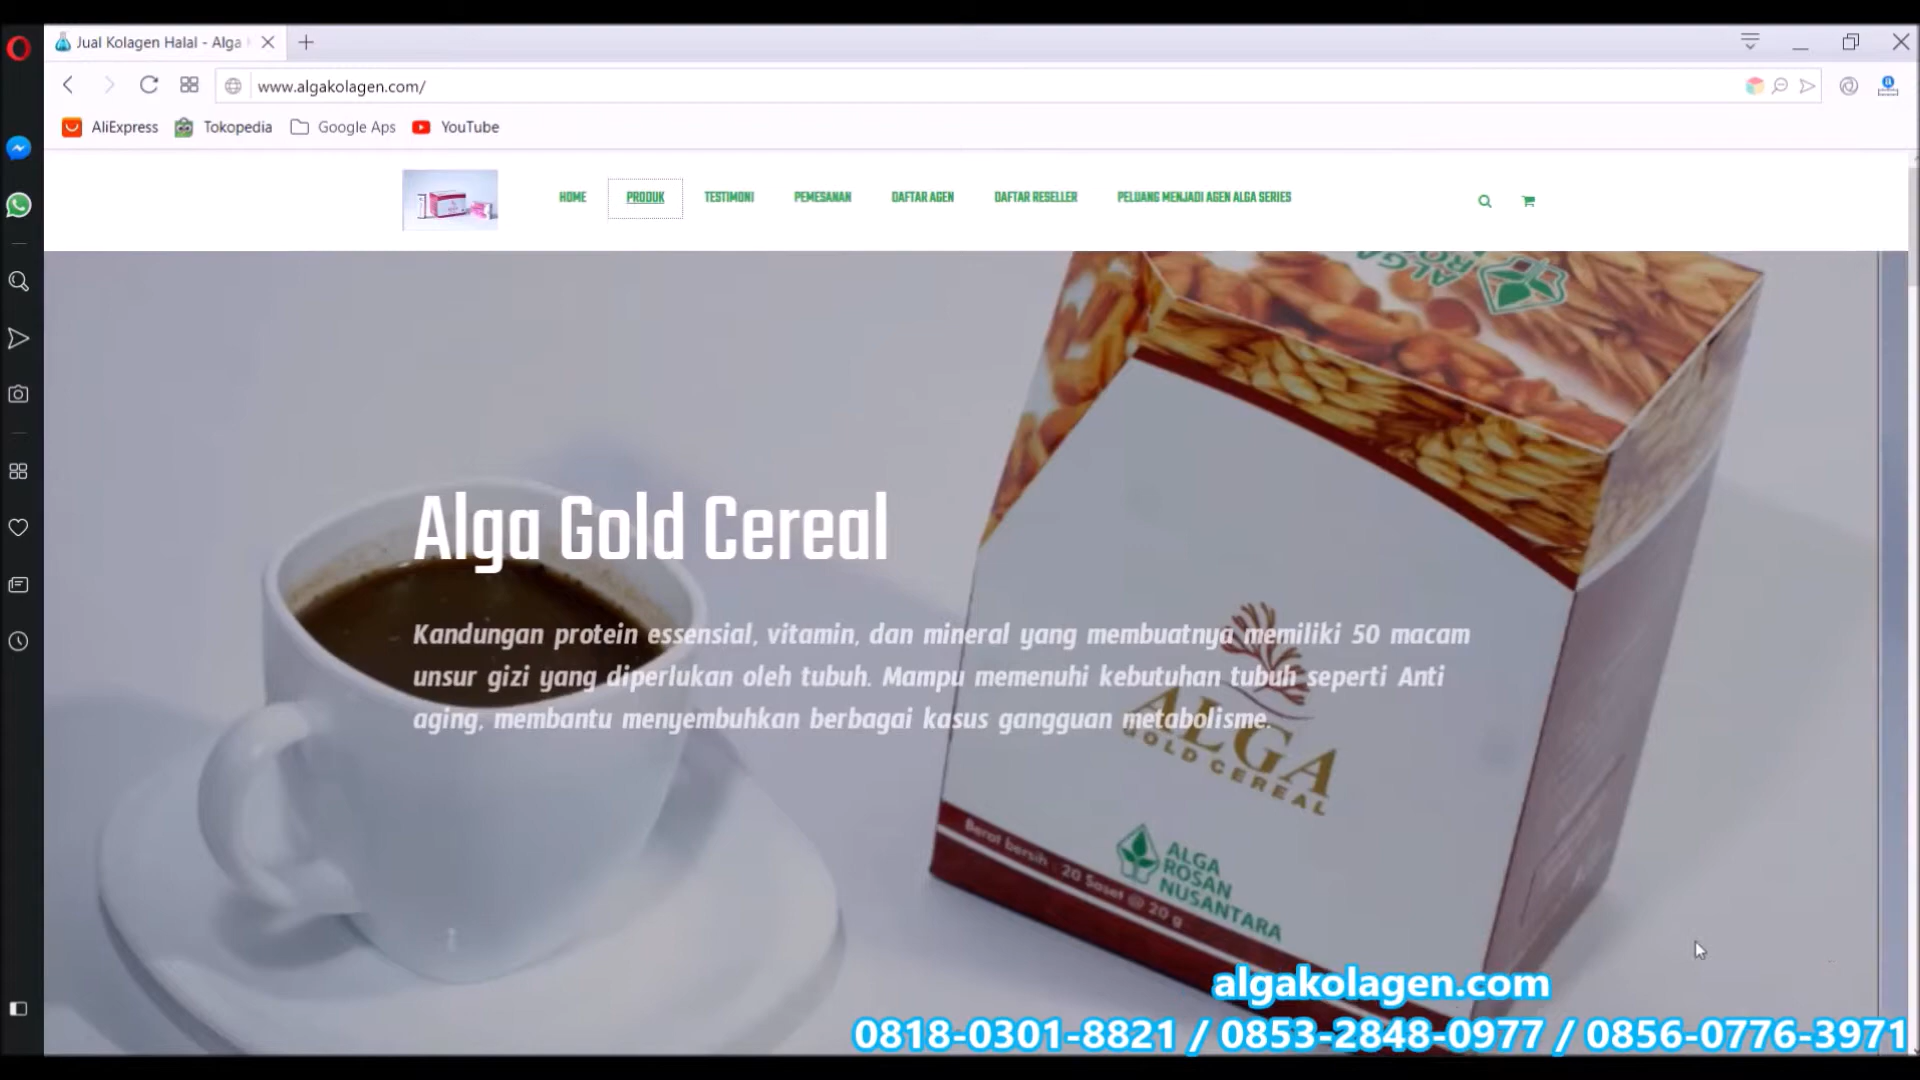 Jual Kolagen Halal - Alga
www.algakolagen.com/
AliExpress Tokopedia Google Aps YouTube
HOME PRODUK TESTIMONI PEMESANAN DAFTAR AGEN DAFTAR RESELLER PELUANG MENJADI AGEN ALGA SERIES
Alga Gold Cereal
Kandungan protein essensial, vitamin, dan mineral yang membuatnya memiliki 50 macam
unsur gizi yang diperlukan oleh tubuh. Mampu memenuhi kebutuhan tubuh seperti Anti
aging, membantu menyembuhkan berbagai kasus gangguan metabolisme.
ALGA
GOLD CEREAL
Berat bersih : 20 Saset @ 20 g
ALGA
ROSAN
NUSANTARA
algakolagen.com
0818-0301-8821 / 0853-2848-0977 / 0856-0776-3971